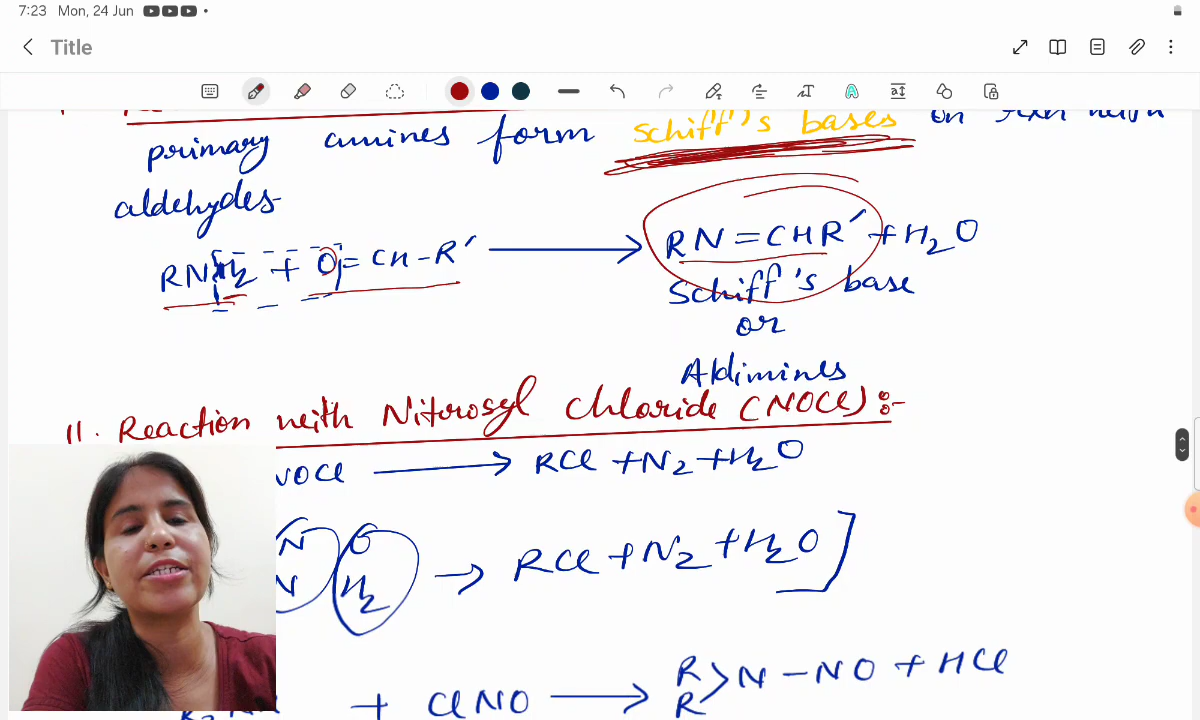 7:23 Mon, 24 Jun
Title
primary amines form Schiff's bases on
aldehydes-
RNH2 + O = CH - R' → RN = CHR' + H2O
Schiff's base
or
Aldimines
11. Reaction with Nitrosyl Chloride (NOCl) :-
NOCl → RCl + N2 + H2O
N O
N H2 → RCl + N2 + H2O ]
R > N - NO + HCl
R
+ ClNO →